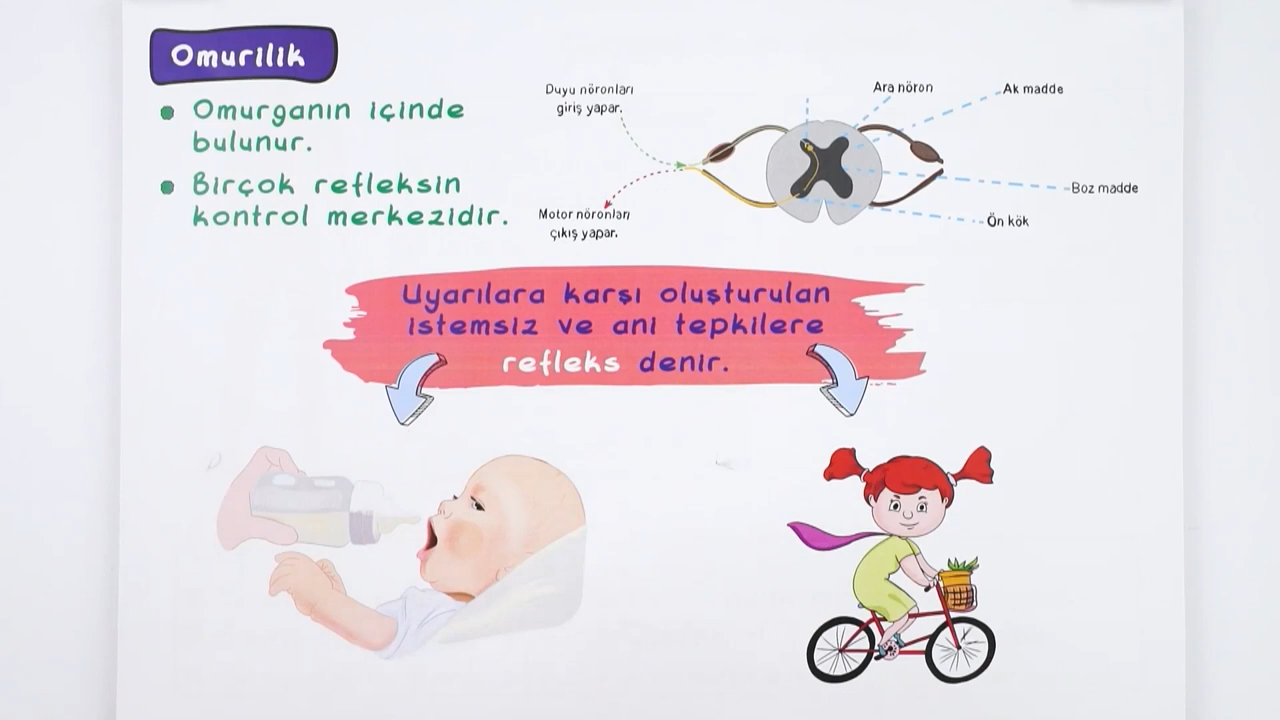 Omurilik
Omurganın içinde
bulunur.
Birçok refleksin
kontrol merkezidir.
Duyu nöronları
giriş yapar.
Motor nöronları
çıkış yapar.
Ara nöron
Ak madde
Boz madde
Ön kök
Uyarılara karşı oluşturulan
istemsiz ve ani tepkilere
refleks denir.